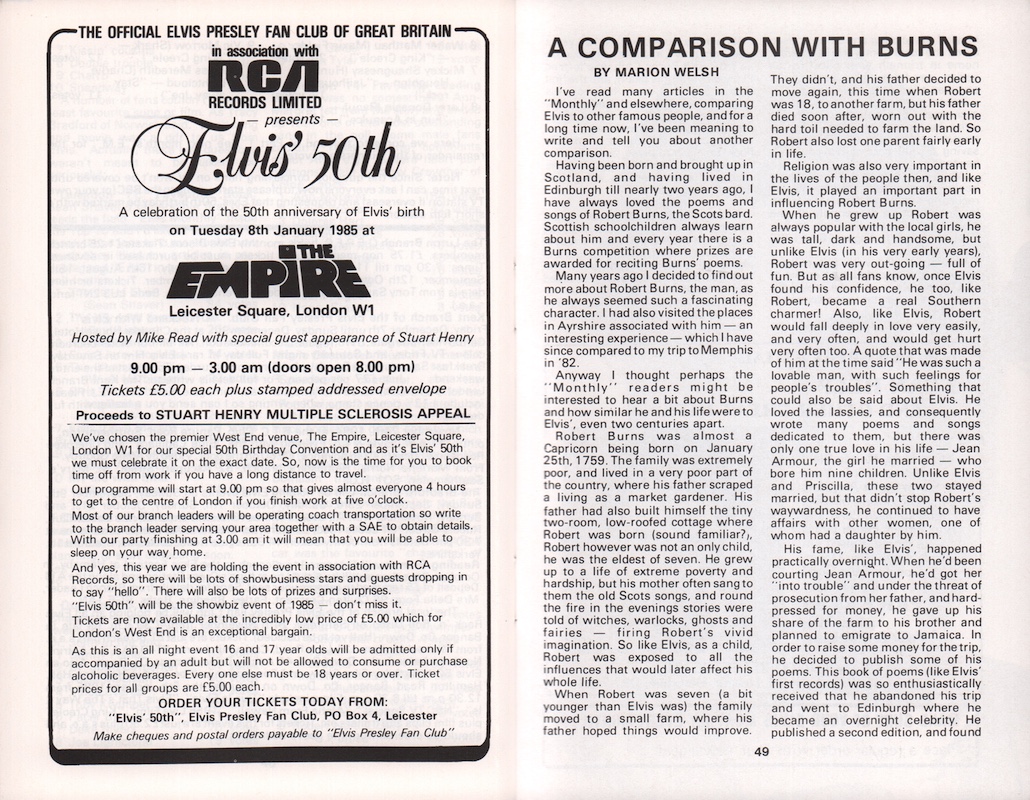 THE OFFICIAL ELVIS PRESLEY FAN CLUB OF GREAT BRITAIN
in association with
RCA
RECORDS LIMITED
— presents —
Elvis' 50th
A celebration of the 50th anniversary of Elvis' birth
on Tuesday 8th January 1985 at
THE
EMPIRE
Leicester Square, London W1
Hosted by Mike Read with special guest appearance of Stuart Henry
9.00 pm — 3.00 am (doors open 8.00 pm)
Tickets £5.00 each plus stamped addressed envelope
Proceeds to STUART HENRY MULTIPLE SCLEROSIS APPEAL
We've chosen the premier West End venue, The Empire, Leicester Square,
London W1 for our special 50th Birthday Convention and as it's Elvis' 50th
we must celebrate it on the exact date. So, now is the time for you to book
time off from work if you have a long distance to travel.
Our programme will start at 9.00 pm so that gives almost everyone 4 hours
to get to the centre of London if you finish work at five o'clock.
Most of our branch leaders will be operating coach transportation so write
to the branch leader serving your area together with a SAE to obtain details.
With our party finishing at 3.00 am it will mean that you will be able to
sleep on your way home.
And yes, this year we are holding the event in association with RCA
Records, so there will be lots of showbusiness stars and guests dropping in
to say "hello". There will also be lots of prizes and surprises.
"Elvis 50th" will be the showbiz event of 1985 — don't miss it.
Tickets are now available at the incredibly low price of £5.00 which for
London's West End is an exceptional bargain.
As this is an all night event 16 and 17 year olds will be admitted only if
accompanied by an adult but will not be allowed to consume or purchase
alcoholic beverages. Every one else must be 18 years or over. Ticket
prices for all groups are £5.00 each.
ORDER YOUR TICKETS TODAY FROM:
"Elvis' 50th", Elvis Presley Fan Club, PO Box 4, Leicester
Make cheques and postal orders payable to "Elvis Presley Fan Club"
A COMPARISON WITH BURNS
BY MARION WELSH
I've read many articles in the
"Monthly" and elsewhere, comparing
Elvis to other famous people, and for a
long time now, I've been meaning to
write and tell you about another
comparison.
Having been born and brought up in
Scotland, and having lived in
Edinburgh till nearly two years ago, I
have always loved the poems and
songs of Robert Burns, the Scots bard.
Scottish schoolchildren always learn
about him and every year there is a
Burns competition where prizes are
awarded for reciting Burns' poems.
Many years ago I decided to find out
more about Robert Burns, the man, as
he always seemed such a fascinating
character. I had also visited the places
in Ayrshire associated with him — an
interesting experience — which I have
since compared to my trip to Memphis
in '82.
Anyway I thought perhaps the
"Monthly" readers might be
interested to hear a bit about Burns
and how similar he and his life were to
Elvis', even two centuries apart.
Robert Burns was almost a
Capricorn being born on January
25th, 1759. The family was extremely
poor, and lived in a very poor part of
the country, where his father scraped
a living as a market gardener. His
father had also built himself the tiny
two-room, low-roofed cottage where
Robert was born (sound familiar?),
Robert however was not an only child,
he was the eldest of seven. He grew
up to a life of extreme poverty and
hardship, but his mother often sang to
them the old Scots songs, and round
the fire in the evenings stories were
told of witches, warlocks, ghosts and
fairies — firing Robert's vivid
imagination. So like Elvis, as a child,
Robert was exposed to all the
influences that would later affect his
whole life.
When Robert was seven (a bit
younger than Elvis was) the family
moved to a small farm, where his
father hoped things would improve.
They didn't, and his father decided to
move again, this time when Robert
was 18, to another farm, but his father
died soon after, worn out with the
hard toil needed to farm the land. So
Robert also lost one parent fairly early
in life.
Religion was also very important in
the lives of the people then, and like
Elvis, it played an important part in
influencing Robert Burns.
When he grew up Robert was
always popular with the local girls, he
was tall, dark and handsome, but
unlike Elvis (in his very early years),
Robert was very out-going — full of
fun. But as all fans know, once Elvis
found his confidence, he too, like
Robert, became a real Southern
charmer! Also, like Elvis, Robert
would fall deeply in love very easily,
and very often, and would get hurt
very often too. A quote that was made
of him at the time said "He was such a
lovable man, with such feelings for
people's troubles". Something that
could also be said about Elvis. He
loved the lassies, and consequently
wrote many poems and songs
dedicated to them, but there was
only one true love in his life — Jean
Armour, the girl he married — who
bore him nine children. Unlike Elvis
and Priscilla, these two stayed
married, but that didn't stop Robert's
waywardness, he continued to have
affairs with other women, one of
whom had a daughter by him.
His fame, like Elvis', happened
practically overnight. When he'd been
courting Jean Armour, he'd got her
"into trouble" and under the threat of
prosecution from her father, and hard-
pressed for money, he gave up his
share of the farm to his brother and
planned to emigrate to Jamaica. In
order to raise some money for the trip,
he decided to publish some of his
poems. This book of poems (like Elvis'
first records) was so enthusiastically
received that he abandoned his trip
and went to Edinburgh where he
became an overnight celebrity. He
published a second edition, and found
49